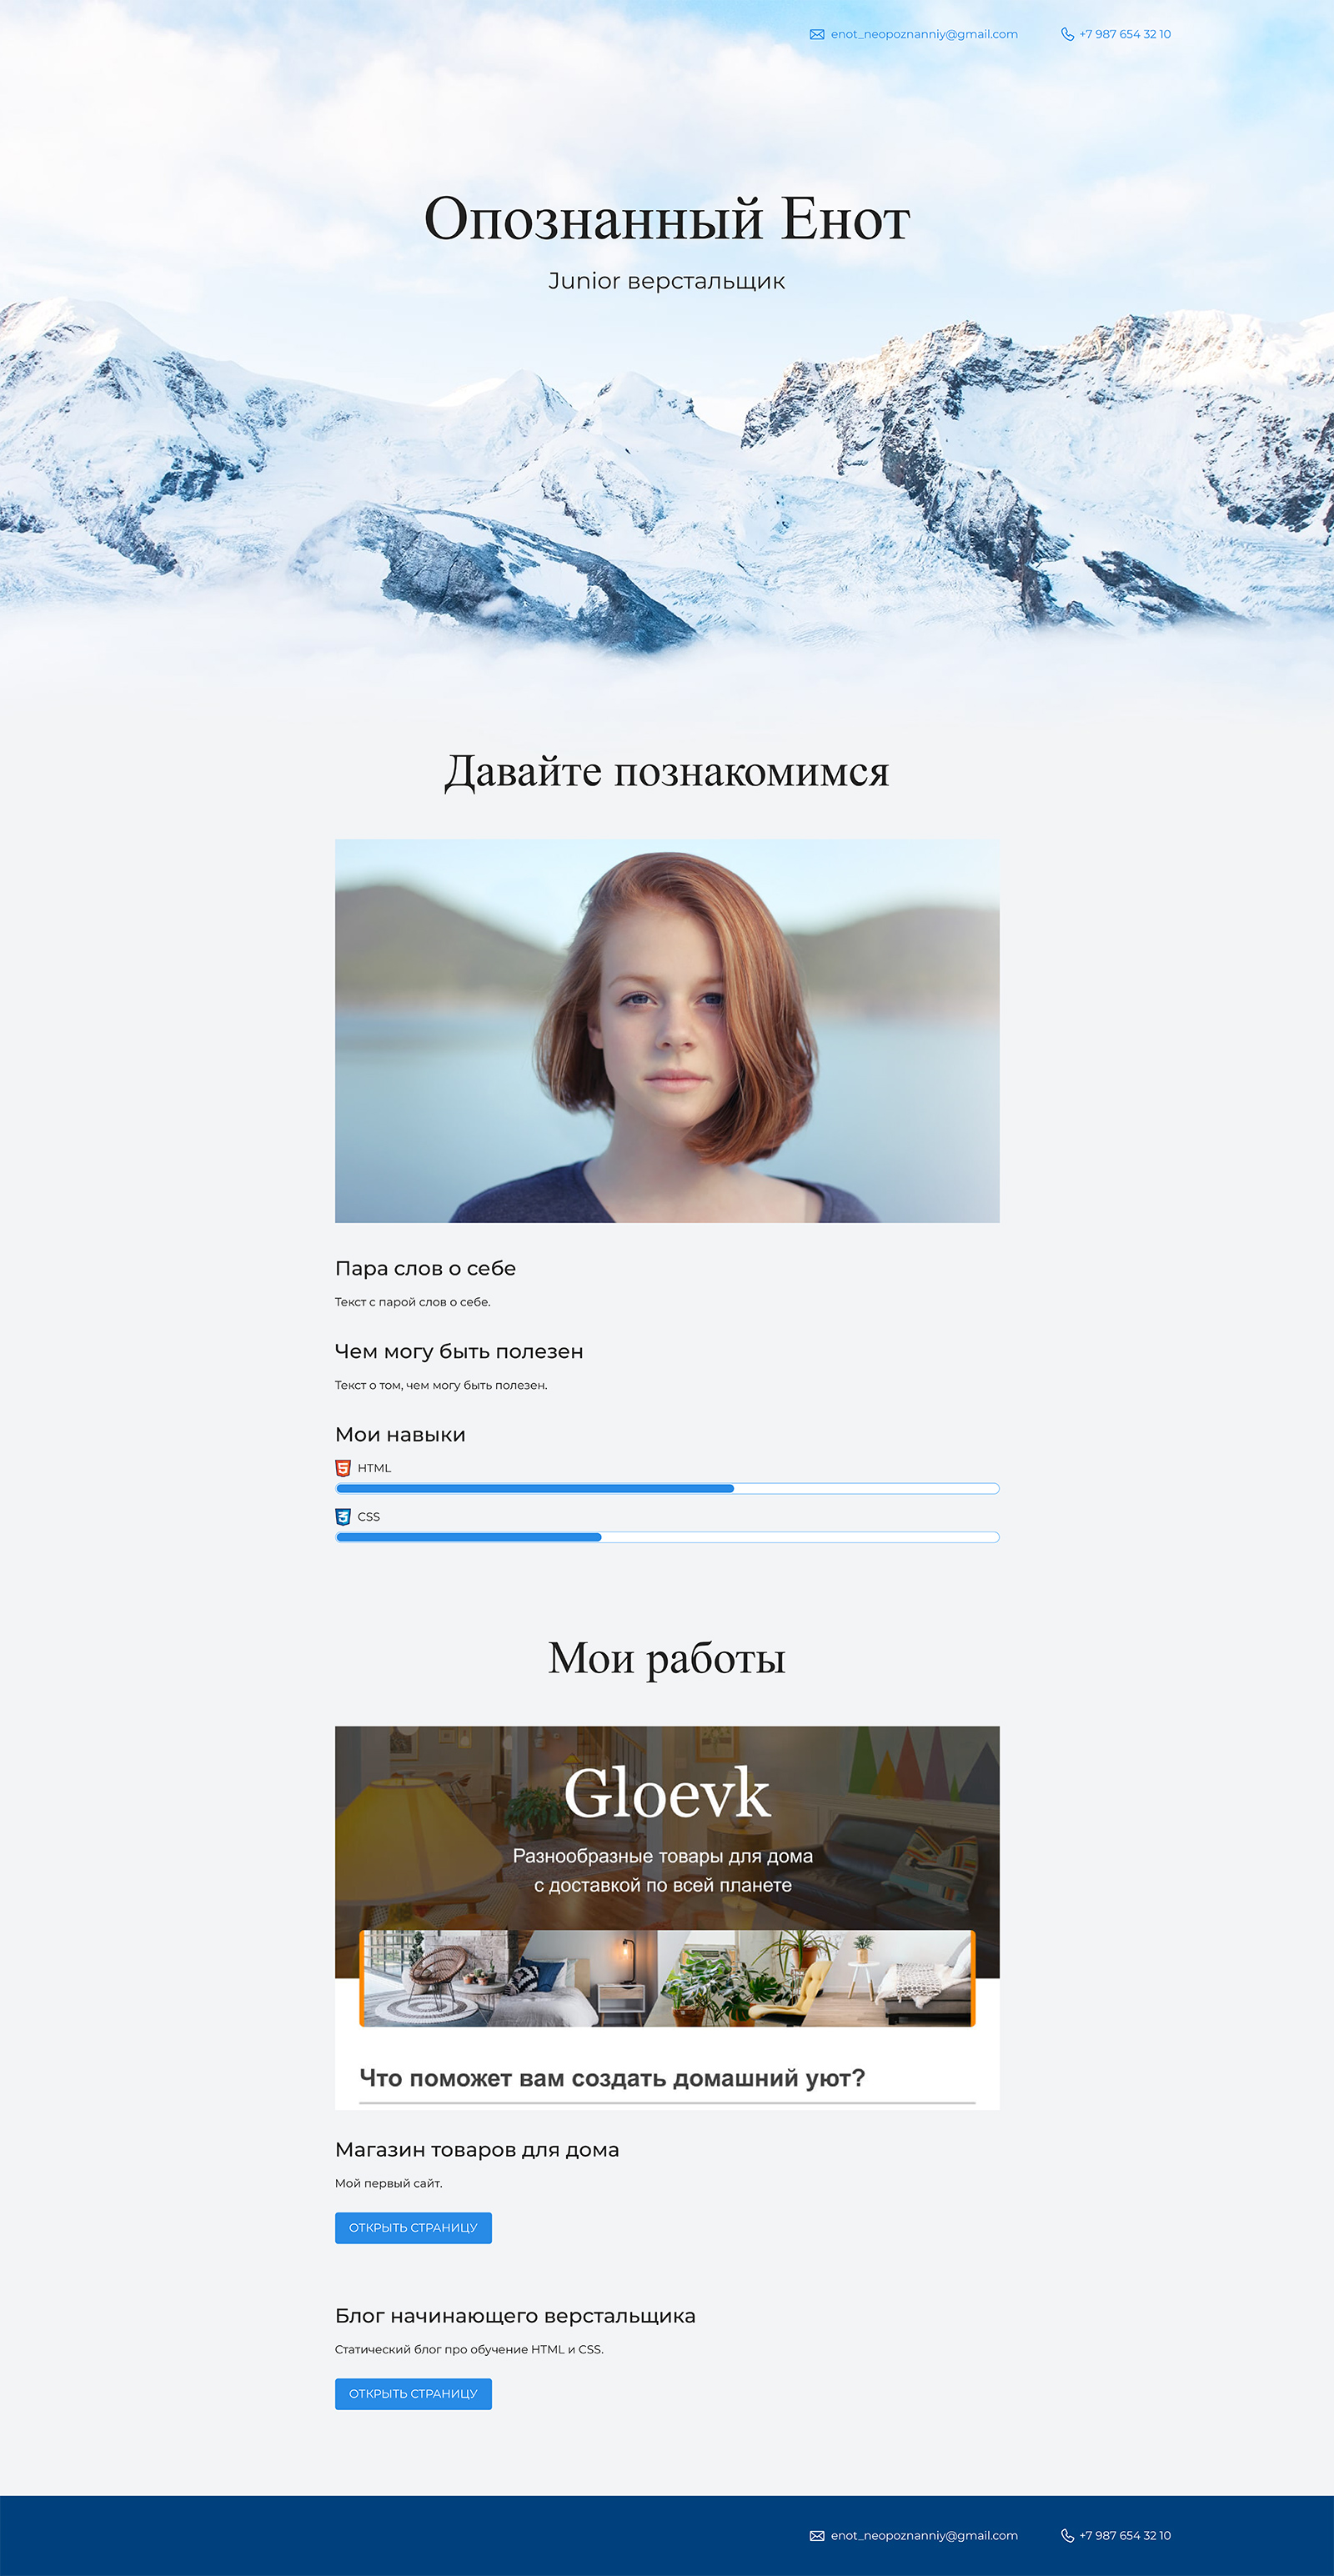 enot_neopoznanniy@gmail.com +7 987 654 32 10
Опознанный Енот
Junior верстальщик
Давайте познакомимся
Пара слов о себе
Текст с парой слов о себе.
Чем могу быть полезен
Текст о том, чем могу быть полезен.
Мои навыки
HTML
CSS
Мои работы
Gloevk
Разнообразные товары для дома
с доставкой по всей планете
Что поможет вам создать домашний уют?
Магазин товаров для дома
Мой первый сайт.
ОТКРЫТЬ СТРАНИЦУ
Блог начинающего верстальщика
Статический блог про обучение HTML и CSS.
ОТКРЫТЬ СТРАНИЦУ
enot_neopoznanniy@gmail.com +7 987 654 32 10